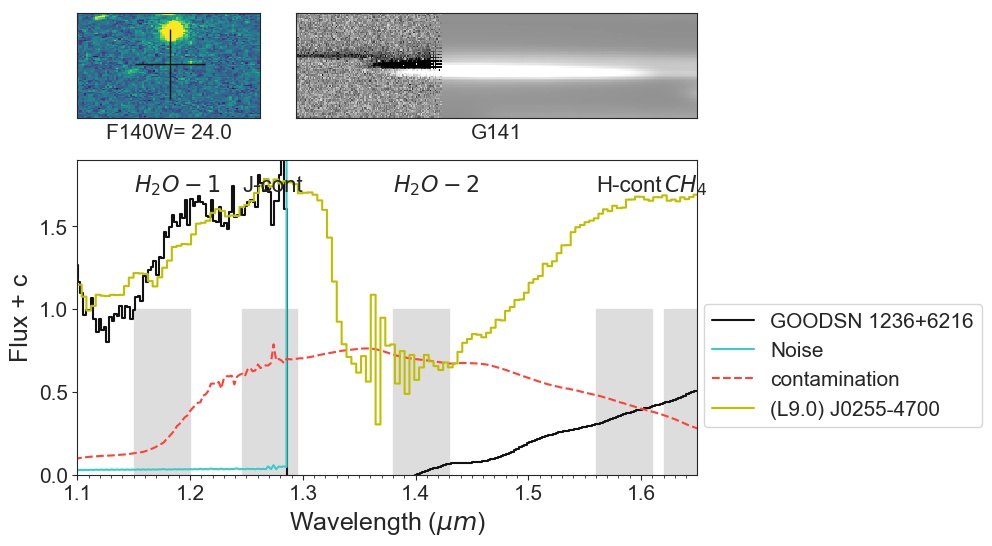 F140W= 24.0
G141
H₂O − 1
J-cont
H₂O − 2
H-cont
CH₄
Flux + c
1.5
1.0
0.5
0.0
1.1
1.2
1.3
1.4
1.5
1.6
Wavelength (μm)
GOODSN 1236+6216
Noise
contamination
(L9.0) J0255-4700